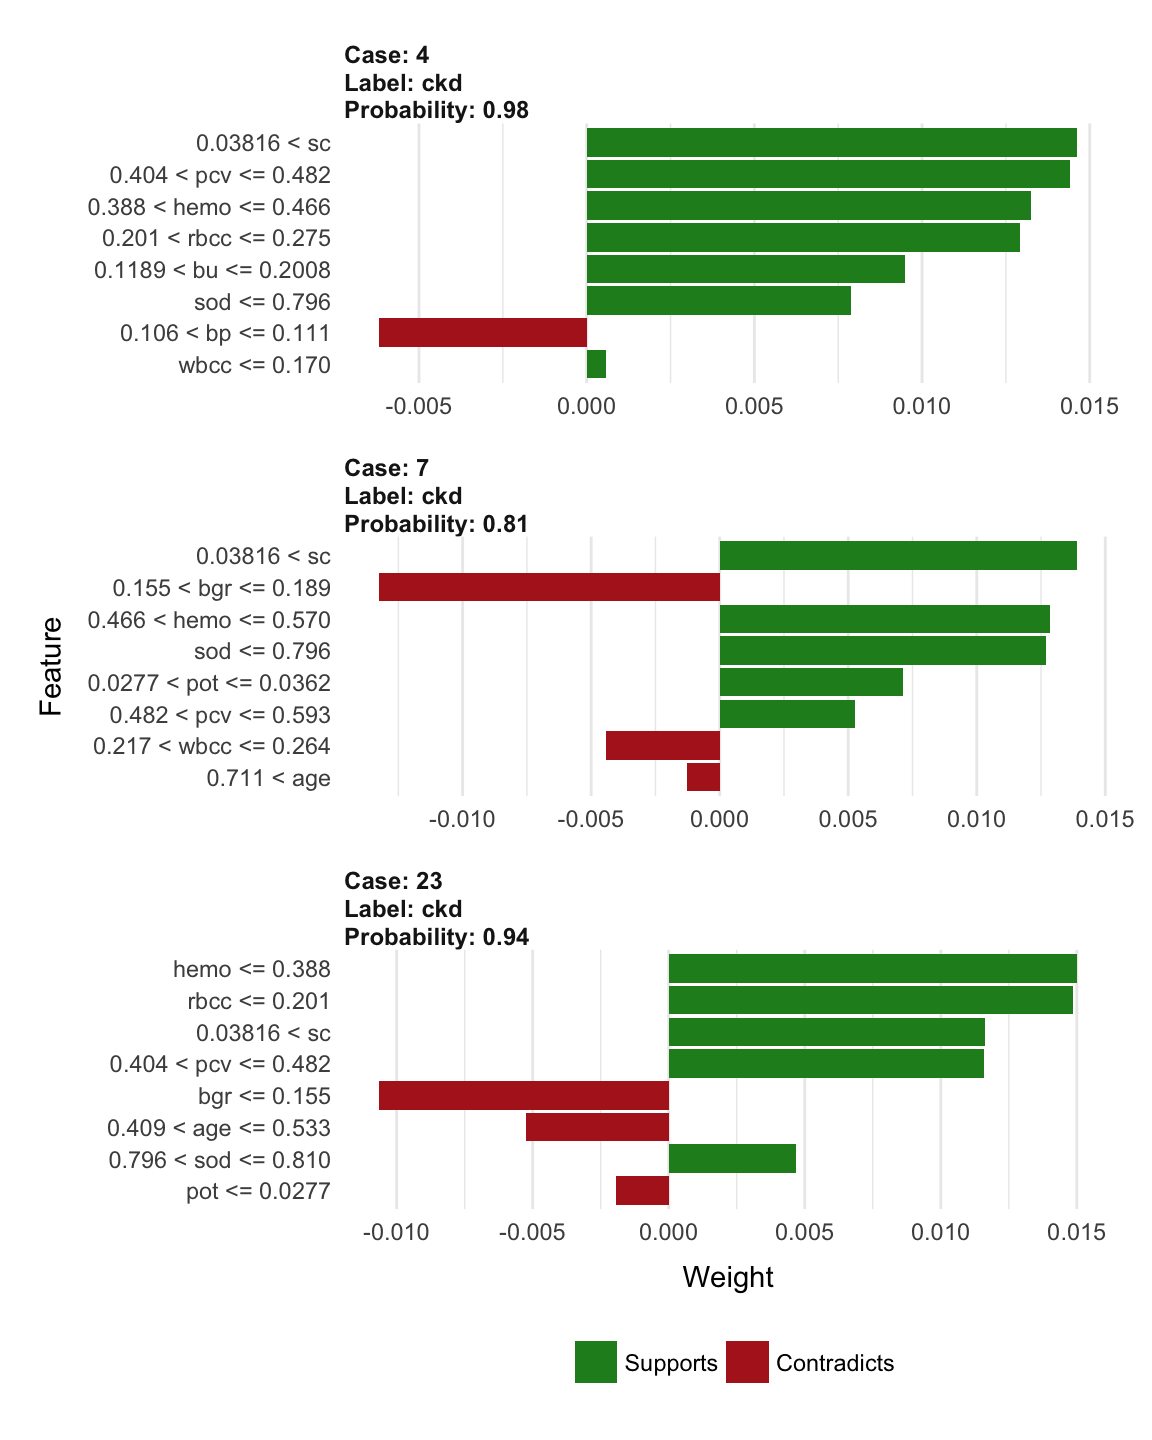 Case: 4
Label: ckd
Probability: 0.98
0.03816 < sc
0.404 < pcv <= 0.482
0.388 < hemo <= 0.466
0.201 < rbcc <= 0.275
0.1189 < bu <= 0.2008
sod <= 0.796
0.106 < bp <= 0.111
wbcc <= 0.170
-0.005 0.000 0.005 0.010 0.015
Case: 7
Label: ckd
Probability: 0.81
0.03816 < sc
0.155 < bgr <= 0.189
0.466 < hemo <= 0.570
sod <= 0.796
0.0277 < pot <= 0.0362
0.482 < pcv <= 0.593
0.217 < wbcc <= 0.264
0.711 < age
-0.010 -0.005 0.000 0.005 0.010 0.015
Feature
Case: 23
Label: ckd
Probability: 0.94
hemo <= 0.388
rbcc <= 0.201
0.03816 < sc
0.404 < pcv <= 0.482
bgr <= 0.155
0.409 < age <= 0.533
0.796 < sod <= 0.810
pot <= 0.0277
-0.010 -0.005 0.000 0.005 0.010 0.015
Weight
Supports Contradicts